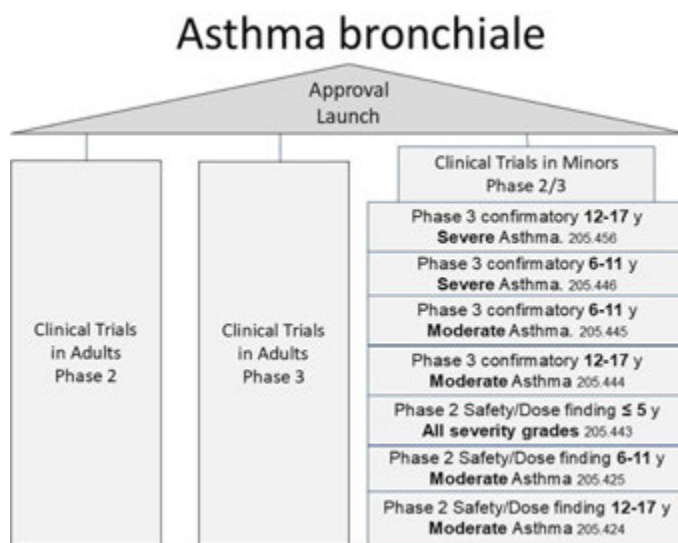 Asthma bronchiale
Approval
Launch
Clinical Trials
in Adults
Phase 2
Clinical Trials
in Adults
Phase 3
Clinical Trials in Minors
Phase 2/3
Phase 3 confirmatory 12-17 y
Severe Asthma. 205.456
Phase 3 confirmatory 6-11 y
Severe Asthma. 205.446
Phase 3 confirmatory 6-11 y
Moderate Asthma. 205.445
Phase 3 confirmatory 12-17 y
Moderate Asthma 205.444
Phase 2 Safety/Dose finding ≤ 5 y
All severity grades 205.443
Phase 2 Safety/Dose finding 6-11 y
Moderate Asthma 205.425
Phase 2 Safety/Dose finding 12-17 y
Moderate Asthma 205.424